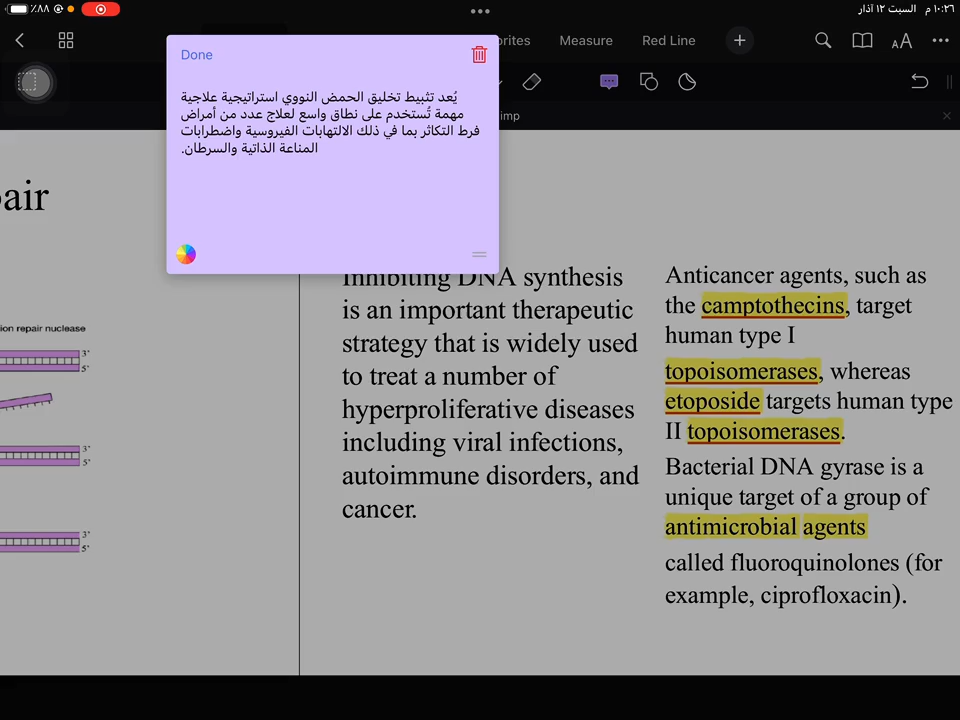 ١٠:٢٦ م السبت ١٢ آذار
٪٨٨
orites
Measure
Red Line
AA
Done
imp
يُعد تثبيط تخليق الحمض النووي استراتيجية علاجية
مهمة تُستخدم على نطاق واسع لعلاج عدد من أمراض
فرط التكاثر بما في ذلك الالتهابات الفيروسية واضطرابات
المناعة الذاتية والسرطان.
air
ion repair nuclease
3'
5'
3'
5'
3'
5'
Inhibiting DNA synthesis
is an important therapeutic
strategy that is widely used
to treat a number of
hyperproliferative diseases
including viral infections,
autoimmune disorders, and
cancer.
Anticancer agents, such as
the camptothecins, target
human type I
topoisomerases, whereas
etoposide targets human type
II topoisomerases.
Bacterial DNA gyrase is a
unique target of a group of
antimicrobial agents
called fluoroquinolones (for
example, ciprofloxacin).